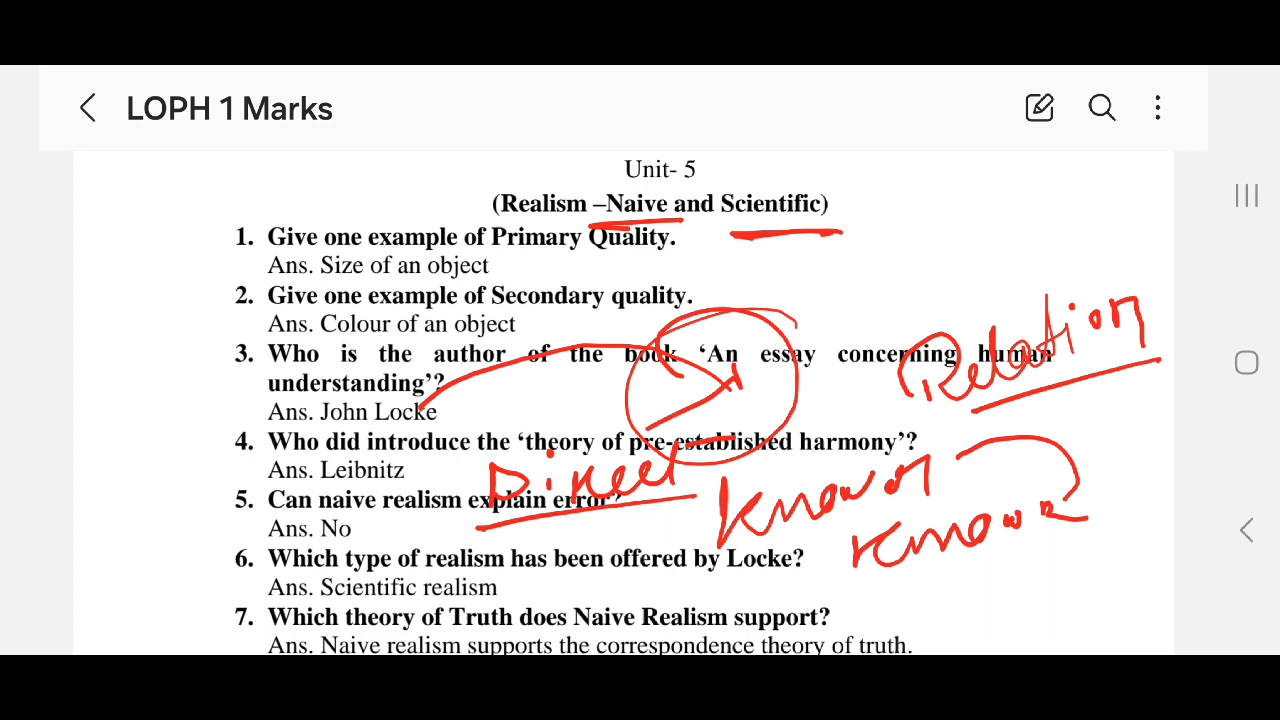 LOPH 1 Marks
Unit- 5
(Realism –Naive and Scientific)
1. Give one example of Primary Quality.
Ans. Size of an object
2. Give one example of Secondary quality.
Ans. Colour of an object
3. Who is the author of the book ‘An essay concerning human
understanding’?
Ans. John Locke
4. Who did introduce the ‘theory of pre-established harmony’?
Ans. Leibnitz
5. Can naive realism explain error?
Ans. No
6. Which type of realism has been offered by Locke?
Ans. Scientific realism
7. Which theory of Truth does Naive Realism support?
Ans. Naive realism supports the correspondence theory of truth.
Relation
Direct